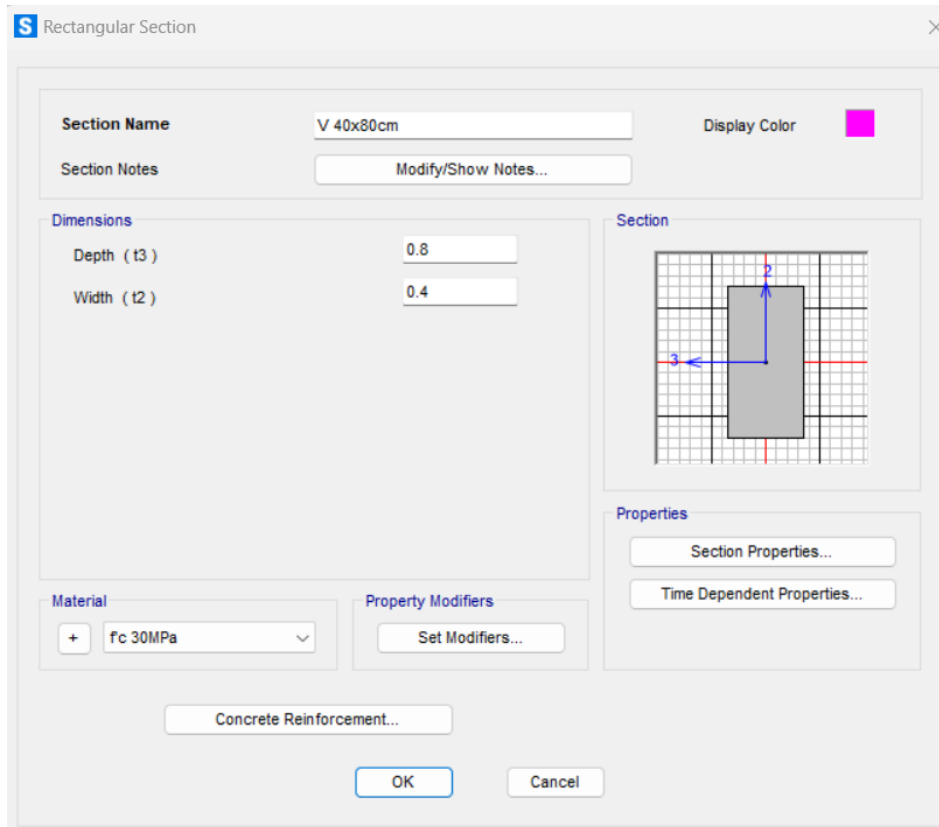 S Rectangular Section
Section Name V 40x80cm Display Color
Section Notes Modify/Show Notes...
Dimensions
Depth ( t3 ) 0.8
Width ( t2 ) 0.4
Section
2
3
Properties
Section Properties...
Time Dependent Properties...
Material
+ f'c 30MPa
Property Modifiers
Set Modifiers...
Concrete Reinforcement...
OK Cancel